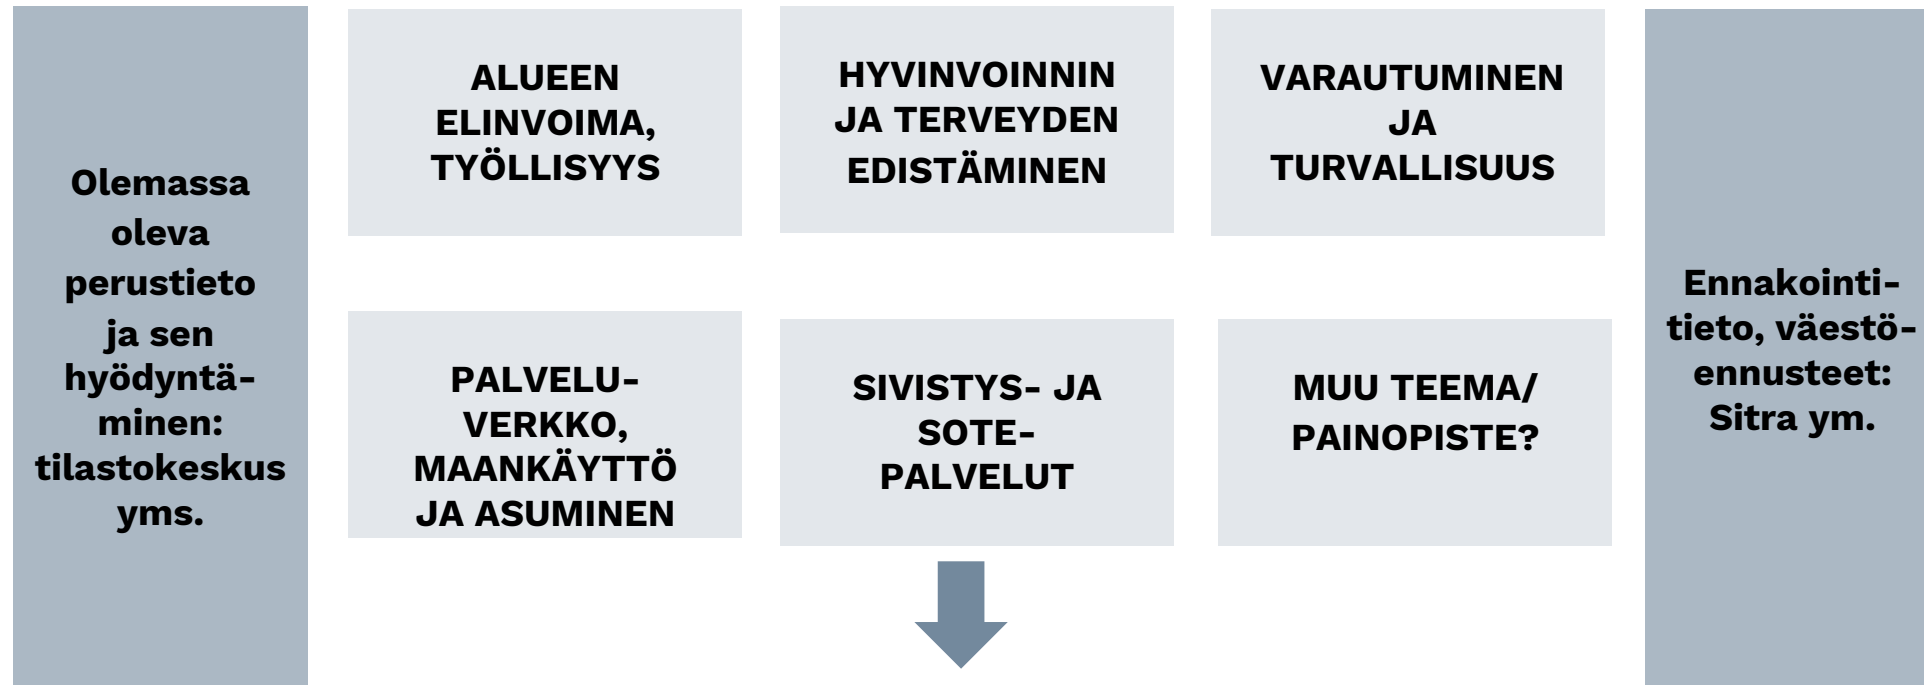 Olemassa
oleva
perustieto
ja sen
hyödyntä-
minen:
tilastokeskus
yms.
ALUEEN
ELINVOIMA,
TYÖLLISYYS
HYVINVOINNIN
JA TERVEYDEN
EDISTÄMINEN
VARAUTUMINEN
JA
TURVALLISUUS
PALVELU-
VERKKO,
MAANKÄYTTÖ
JA ASUMINEN
SIVISTYS- JA
SOTE-
PALVELUT
MUU TEEMA/
PAINOPISTE?
Ennakointi-
tieto, väestö-
ennusteet:
Sitra ym.